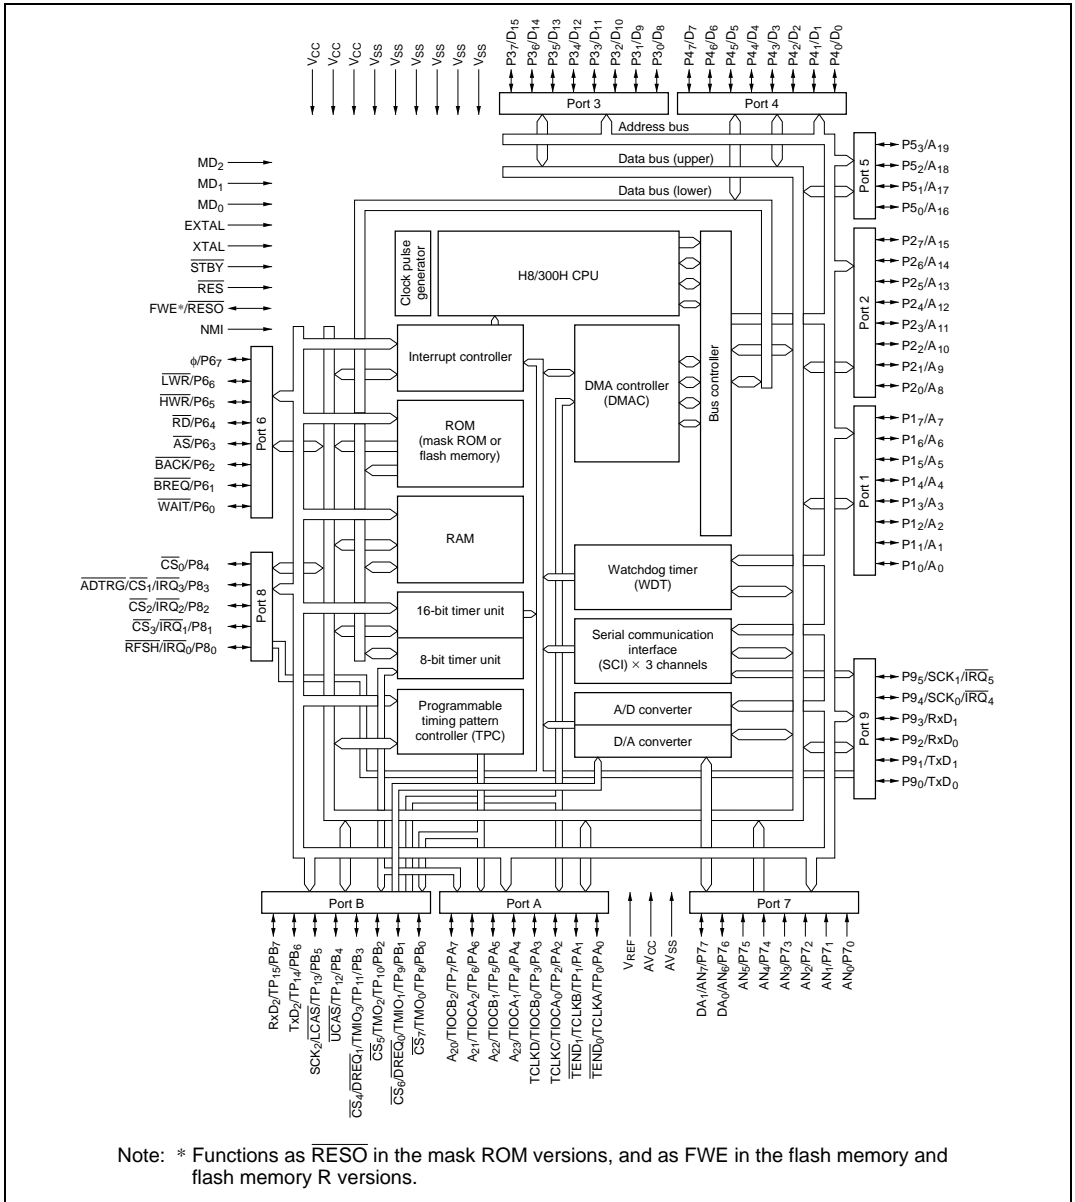 VCC
VCC
VCC
VSS
VSS
VSS
VSS
VSS
VSS
P37/D15
P36/D14
P35/D13
P34/D12
P33/D11
P32/D10
P31/D9
P30/D8
P47/D7
P46/D6
P45/D5
P44/D4
P43/D3
P42/D2
P41/D1
P40/D0
Port 3
Port 4
Address bus
Data bus (upper)
Data bus (lower)
MD2
MD1
MD0
EXTAL
XTAL
STBY
RES
FWE*/RESO
NMI
φ/P67
LWR/P66
HWR/P65
RD/P64
AS/P63
BACK/P62
BREQ/P61
WAIT/P60
Port 6
CS0/P84
ADTRG/CS1/IRQ3/P83
CS2/IRQ2/P82
CS3/IRQ1/P81
RFSH/IRQ0/P80
Port 8
Clock pulse
generator
H8/300H CPU
Interrupt controller
ROM
(mask ROM or
flash memory)
RAM
16-bit timer unit
8-bit timer unit
Programmable
timing pattern
controller (TPC)
DMA controller
(DMAC)
Bus controller
Watchdog timer
(WDT)
Serial communication
interface
(SCI) × 3 channels
A/D converter
D/A converter
Port 5
P53/A19
P52/A18
P51/A17
P50/A16
Port 2
P27/A15
P26/A14
P25/A13
P24/A12
P23/A11
P22/A10
P21/A9
P20/A8
Port 1
P17/A7
P16/A6
P15/A5
P14/A4
P13/A3
P12/A2
P11/A1
P10/A0
Port 9
P95/SCK1/IRQ5
P94/SCK0/IRQ4
P93/RxD1
P92/RxD0
P91/TxD1
P90/TxD0
Port B
Port A
Port 7
RxD2/TP15/PB7
TxD2/TP14/PB6
SCK2/LCAS/TP13/PB5
UCAS/TP12/PB4
CS4/DREQ1/TMIO3/TP11/PB3
CS5/TMO2/TP10/PB2
CS6/DREQ0/TMIO1/TP9/PB1
CS7/TMO0/TP8/PB0
A20/TIOCB2/TP7/PA7
A21/TIOCA2/TP6/PA6
A22/TIOCB1/TP5/PA5
A23/TIOCA1/TP4/PA4
TCLKD/TIOCB0/TP3/PA3
TCLKC/TIOCA0/TP2/PA2
TEND1/TCLKB/TP1/PA1
TEND0/TCLKA/TP0/PA0
VREF
AVCC
AVSS
DA1/AN7/P77
DA0/AN6/P76
AN5/P75
AN4/P74
AN3/P73
AN2/P72
AN1/P71
AN0/P70
Note: * Functions as RESO in the mask ROM versions, and as FWE in the flash memory and
flash memory R versions.